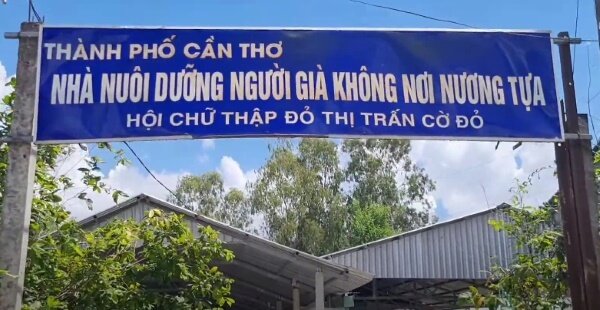 THÀNH PHỐ CẦN THƠ
NHÀ NUÔI DƯỠNG NGƯỜI GIÀ KHÔNG NƠI NƯƠNG TỰA
HỘI CHỮ THẬP ĐỎ THỊ TRẤN CỜ ĐỎ